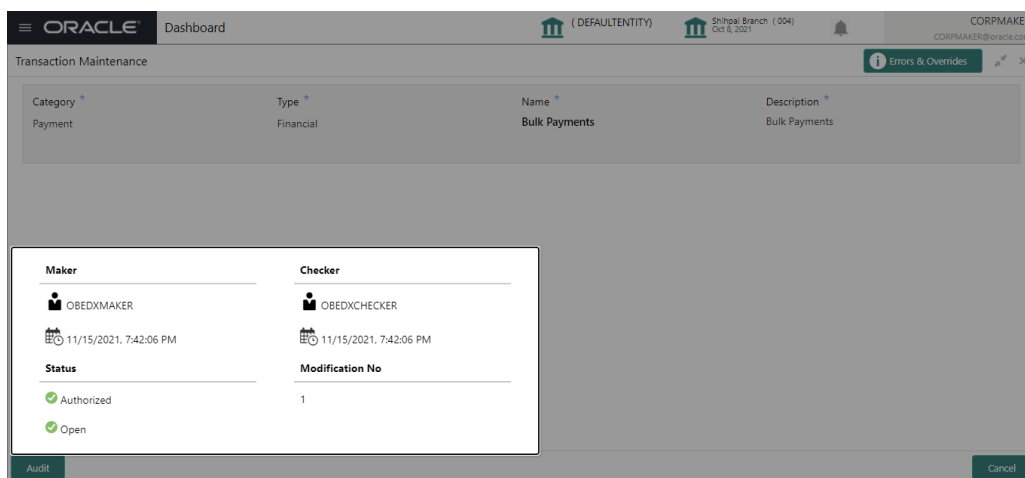 ORACLE Dashboard ( DEFAULTENTITY) Shihpal Branch ( 004) CORPMAKE
Oct 8, 2021 CORPMAKER@oracle.co
Transaction Maintenance Errors & Overrides
Category * Type * Name * Description *
Payment Financial Bulk Payments Bulk Payments
Maker Checker
OBEDXMAKER OBEDXCHECKER
11/15/2021, 7:42:06 PM 11/15/2021, 7:42:06 PM
Status Modification No
Authorized 1
Open
Audit Cancel